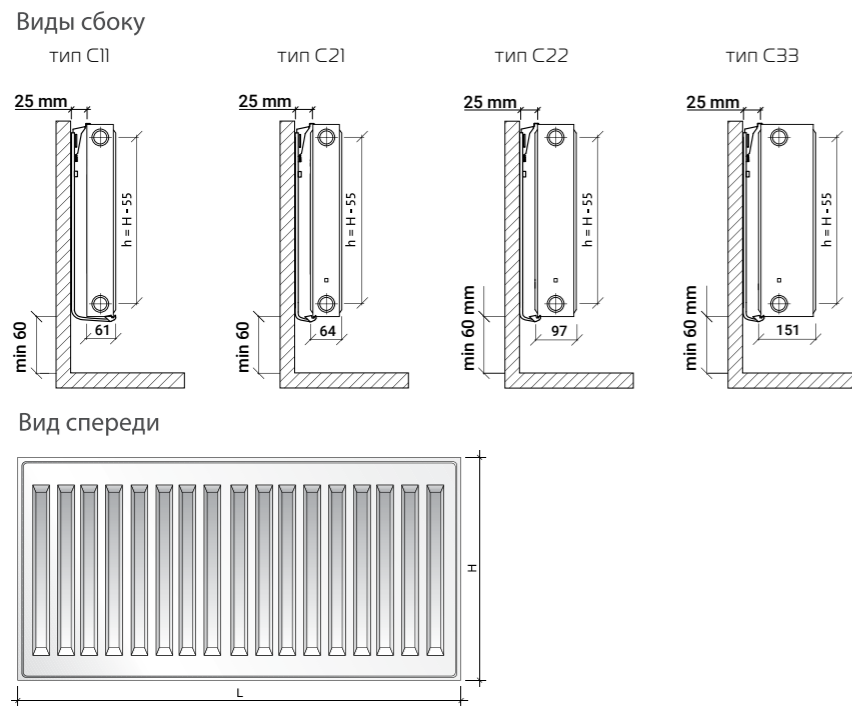 Виды сбоку
тип C11 тип C21 тип C22 тип C33
25 mm 25 mm 25 mm 25 mm
h = H - 55 h = H - 55 h = H - 55 h = H - 55
min 60 61 min 60 64 min 60 mm 97 min 60 mm 151
Вид спереди
H
L